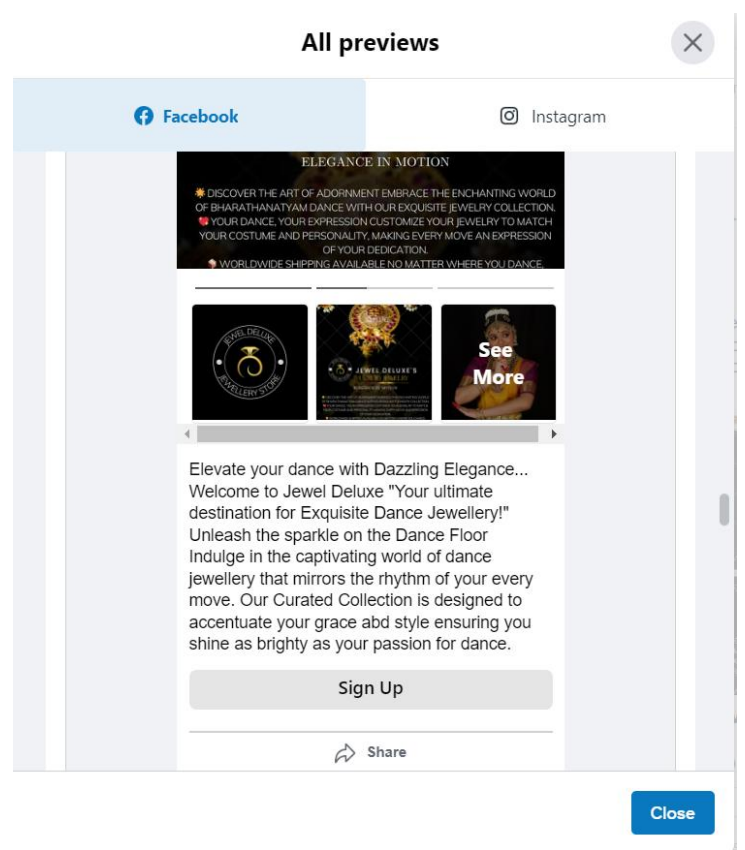 All previews
Facebook
Instagram
ELEGANCE IN MOTION
🌟 DISCOVER THE ART OF ADORNMENT EMBRACE THE ENCHANTING WORLD
OF BHARATHANATYAM DANCE WITH OUR EXQUISITE JEWELRY COLLECTION.
💖 YOUR DANCE, YOUR EXPRESSION CUSTOMIZE YOUR JEWELRY TO MATCH
YOUR COSTUME AND PERSONALITY, MAKING EVERY MOVE AN EXPRESSION
OF YOUR DEDICATION.
📦 WORLDWIDE SHIPPING AVAILABLE NO MATTER WHERE YOU DANCE,
JEWEL DELUXE
JEWELLERY STORE
JEWEL DELUXE'S
See
More
Elevate your dance with Dazzling Elegance...
Welcome to Jewel Deluxe "Your ultimate
destination for Exquisite Dance Jewellery!"
Unleash the sparkle on the Dance Floor
Indulge in the captivating world of dance
jewellery that mirrors the rhythm of your every
move. Our Curated Collection is designed to
accentuate your grace abd style ensuring you
shine as brighty as your passion for dance.
Sign Up
Share
Close